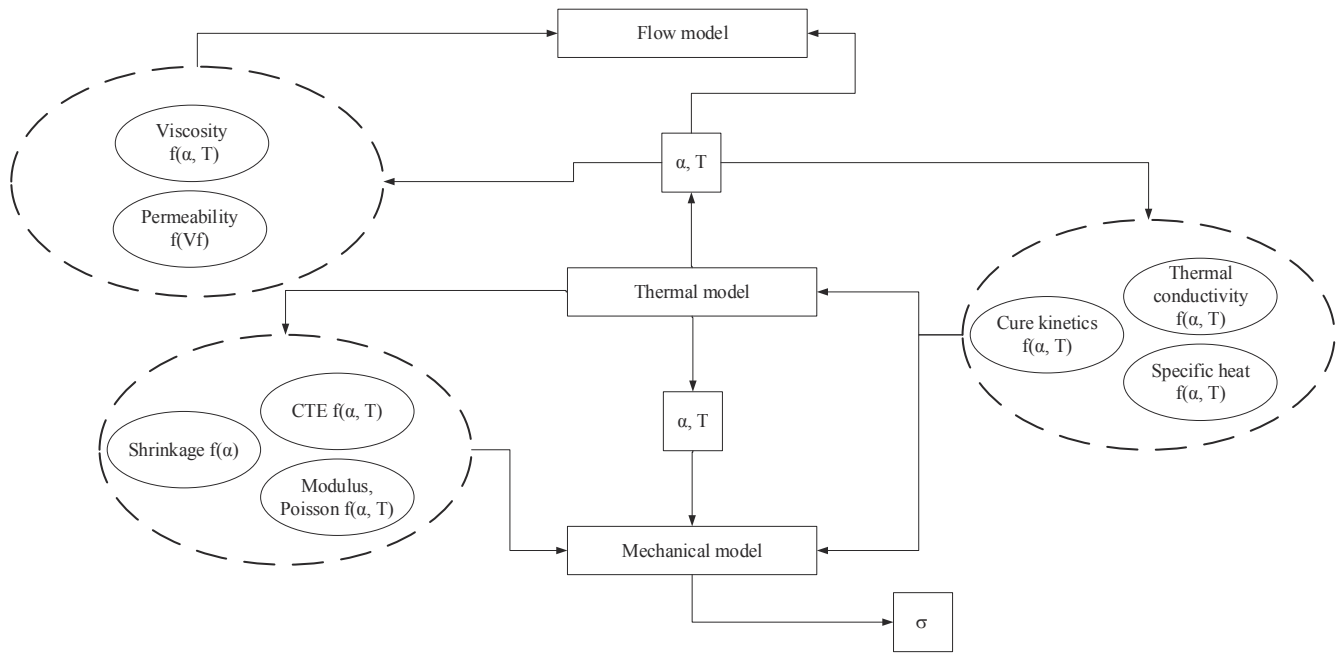 Flow model
Viscosity
f(α, T)
α, T
Permeability
f(Vf)
Thermal model
Thermal
conductivity
f(α, T)
Cure kinetics
f(α, T)
Specific heat
f(α, T)
CTE f(α, T)
α, T
Shrinkage f(α)
Modulus,
Poisson f(α, T)
Mechanical model
σ